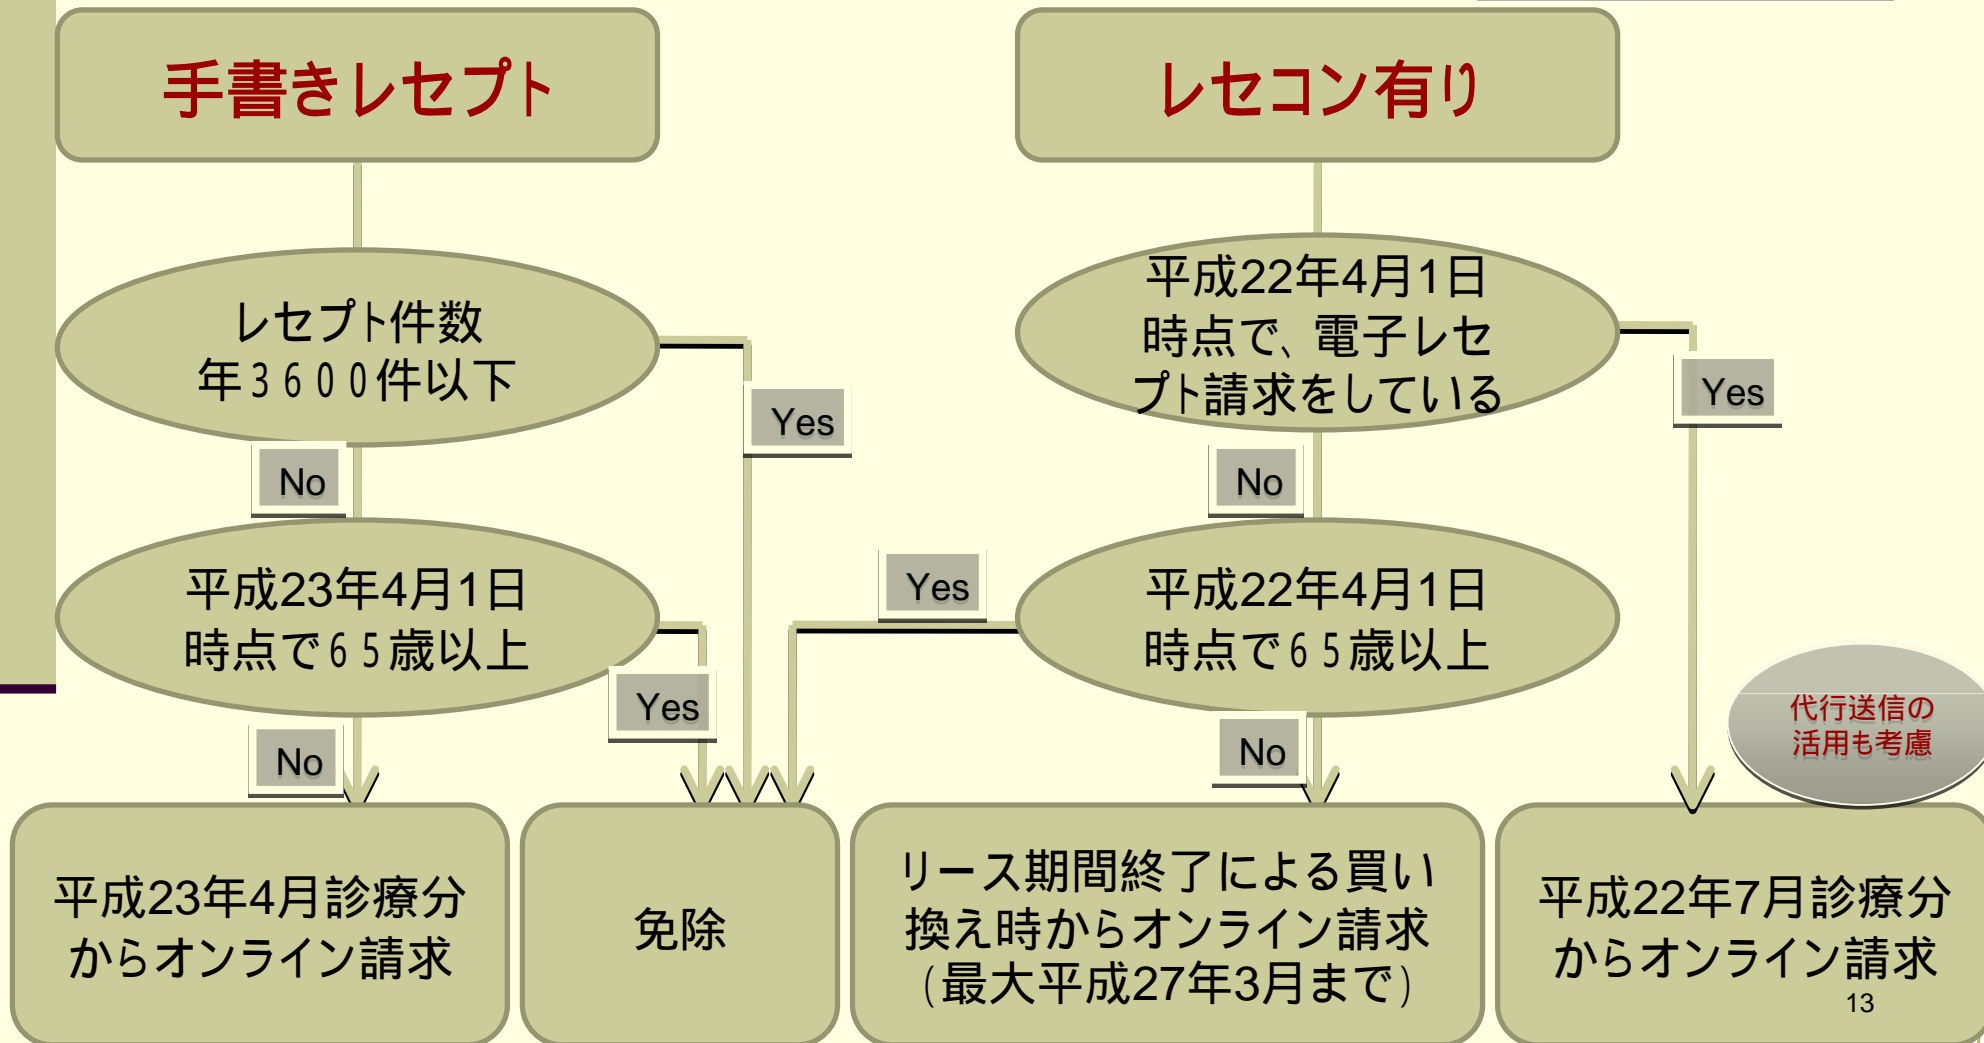 手書きレセプト
レセコン有り
レセプト件数
年３６００件以下
平成22年4月1日
時点で、電子レセ
プト請求をしている
Yes
Yes
No
No
平成23年4月1日
時点で６５歳以上
Yes
平成22年4月1日
時点で６５歳以上
Yes
No
No
代行送信の
活用も考慮
平成23年4月診療分
からオンライン請求
免除
リース期間終了による買い
換え時からオンライン請求
（最大平成27年3月まで）
平成22年7月診療分
からオンライン請求
13